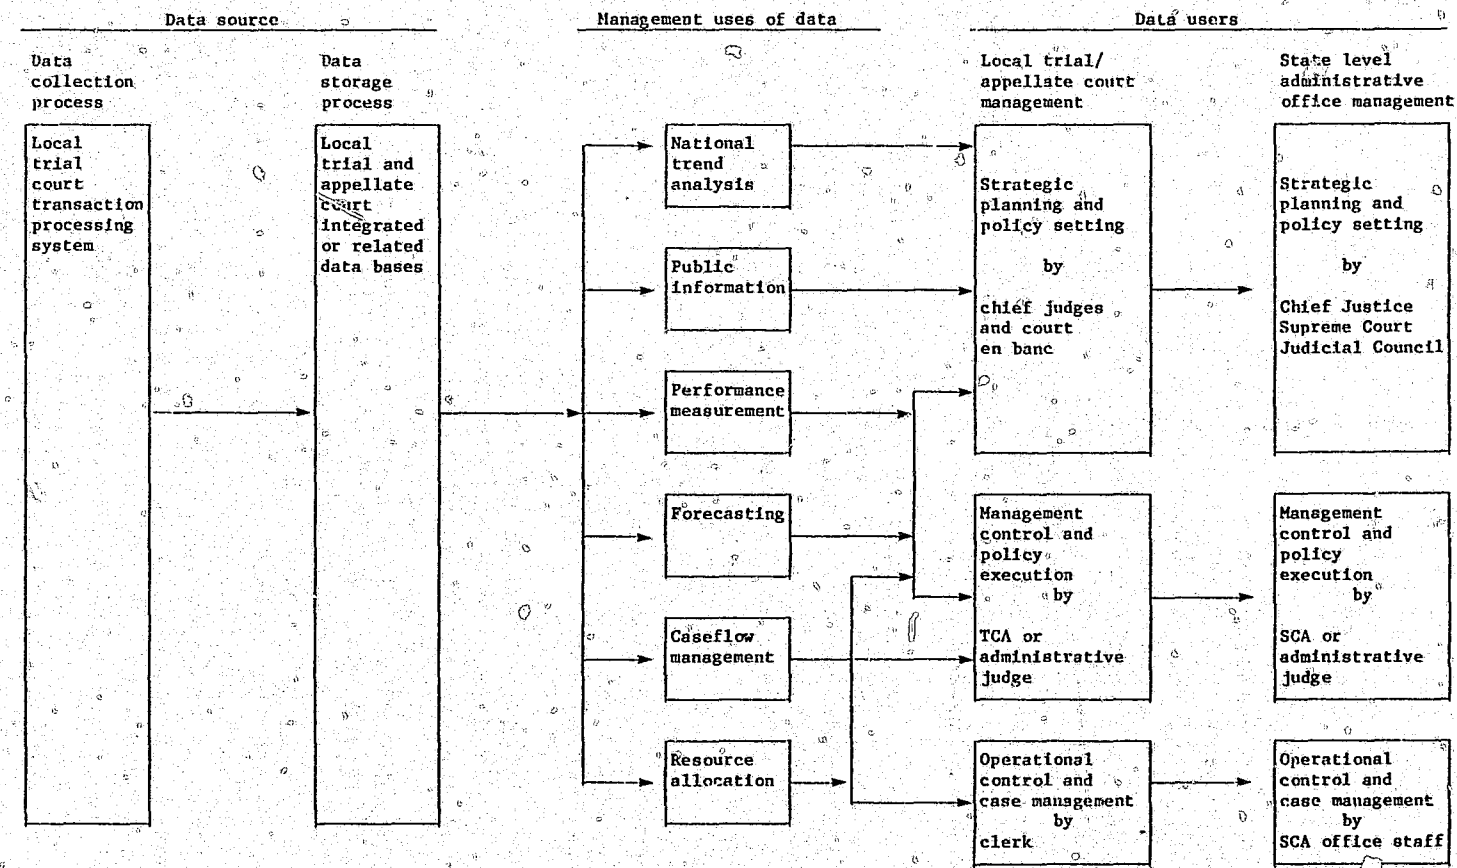 Data source
Management uses of data
Data users
Data
collection
process
Data
storage
process
Local trial/
appellate court
management
State level
administrative
office management
Local
trial
court
transaction
processing
system
Local
trial and
appellate
court
integrated
or related
data bases
National
trend
analysis
Public
information
Performance
measurement
Forecasting
Caseflow
management
Resource
allocation
Strategic
planning and
policy setting
by
chief judges
and court
en banc
Strategic
planning and
policy setting
by
Chief Justice
Supreme Court
Judicial Council
Management
control and
policy
execution
by
TCA or
administrative
judge
Management
control and
policy
execution
by
SCA or
administrative
judge
Operational
control and
case management
by
clerk
Operational
control and
case management
by
SCA office staff